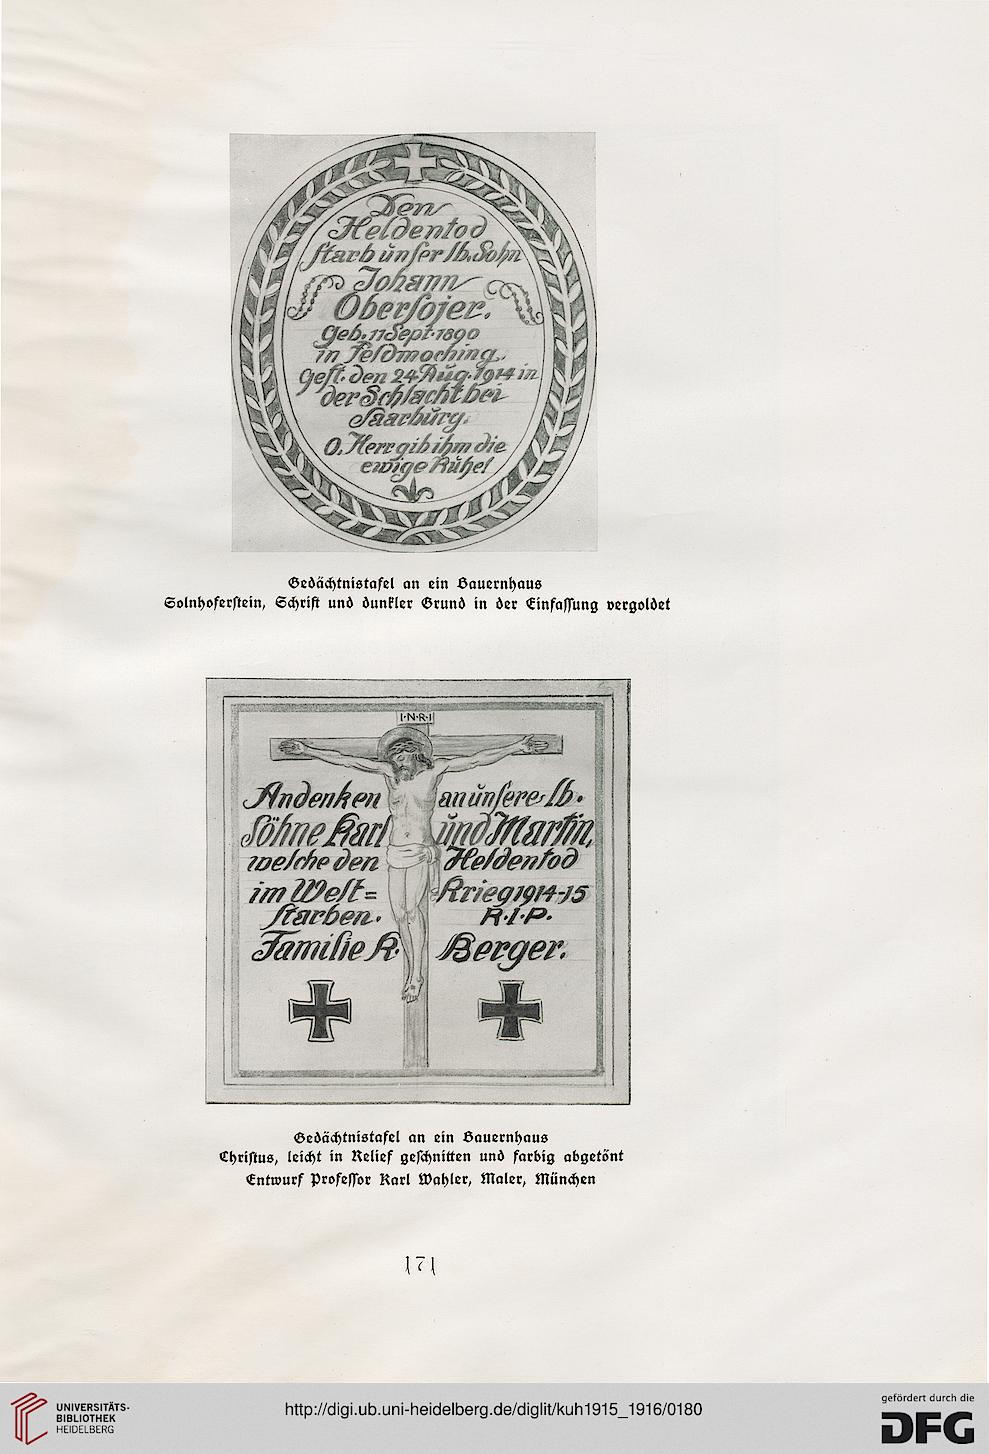 Den
Heldentod
starb unser lb. Sohn
Johann
Obersojer.
Geb. 11 Sept. 1890
in Feldmoching.
Gest. den 24 Aug. 1914 in
der Schlacht bei
Saarburg.
O. Herr gib ihm die
ewige Ruhe!
Gedächtnistafel an ein Bauernhaus
Solnhoferstein, Schrift und dunkler Grund in der Einfassung vergoldet
I·N·R·I
Andenken an unsere lb.
Söhne Karl und Martin,
welche den Heldentod
im Welt= Krieg 1914-15
starben. R·I·P.
Familie K. Berger.
Gedächtnistafel an ein Bauernhaus
Christus, leicht in Relief geschnitten und farbig abgetönt
Entwurf Professor Karl Wahler, Maler, München
171
UNIVERSITÄTS-
BIBLIOTHEK
HEIDELBERG
http://digi.ub.uni-heidelberg.de/diglit/kuh1915_1916/0180
gefördert durch die
DFG